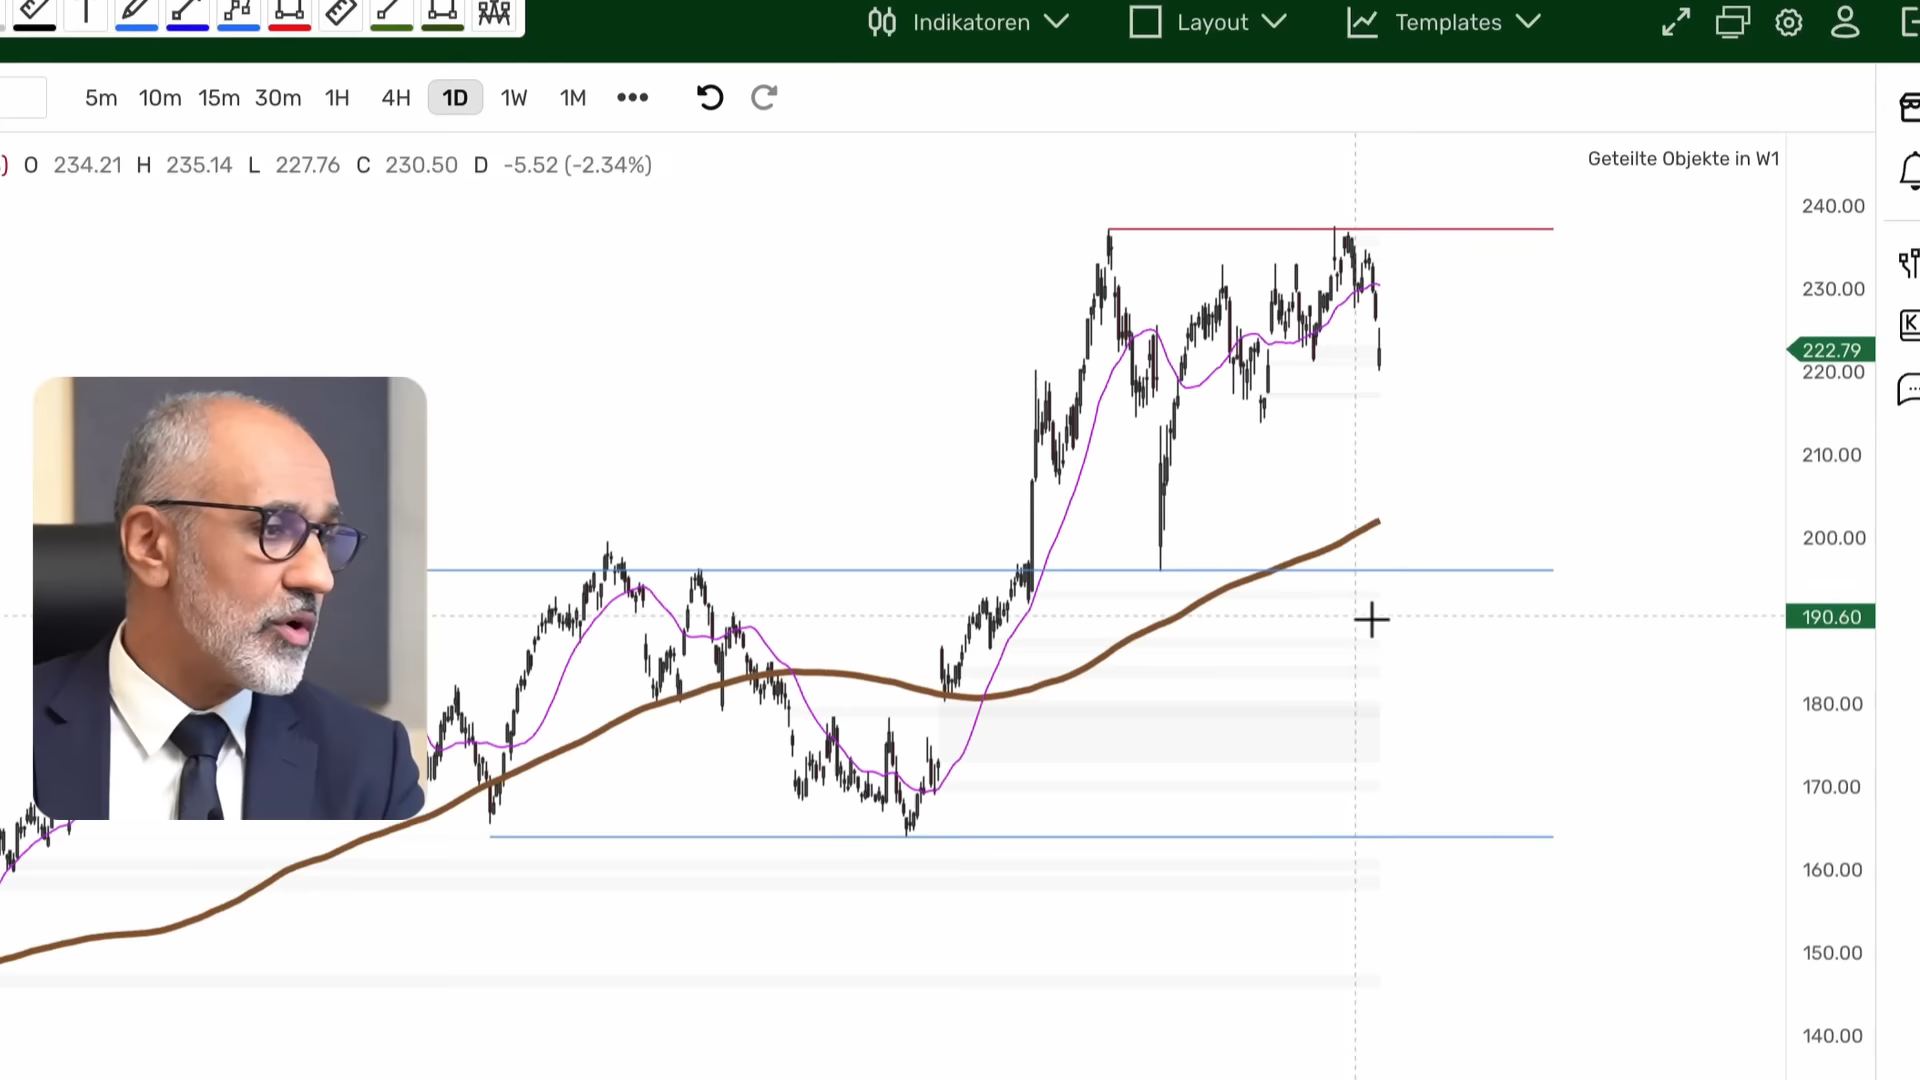 Indikatoren
Layout
Templates
5m 10m 15m 30m 1H 4H 1D 1W 1M •••
) O 234.21 H 235.14 L 227.76 C 230.50 D -5.52 (-2.34%)
Geteilte Objekte in W1
240.00
230.00
222.79
220.00
210.00
200.00
190.60
180.00
170.00
160.00
150.00
140.00